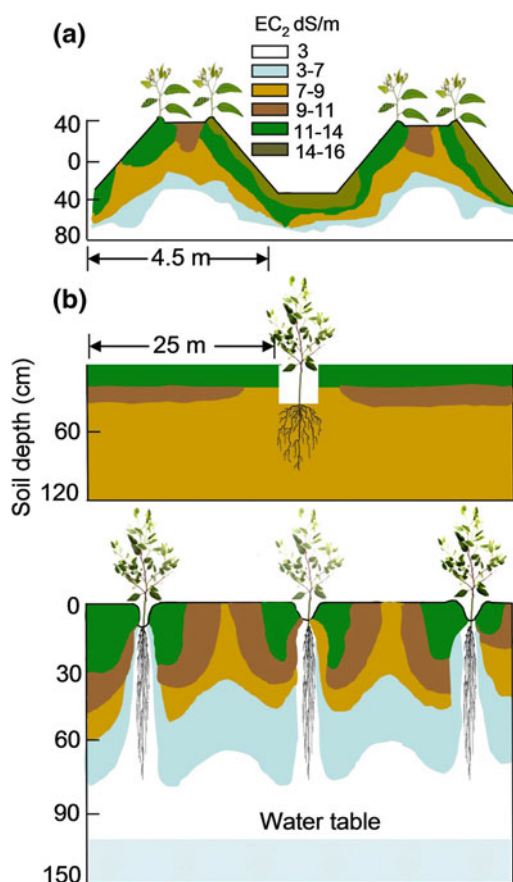 (a)
EC₂ dS/m
3
3-7
7-9
9-11
11-14
14-16
40
0
40
80
4.5 m
(b)
25 m
Soil depth (cm)
60
120
0
30
60
90
150
Water table